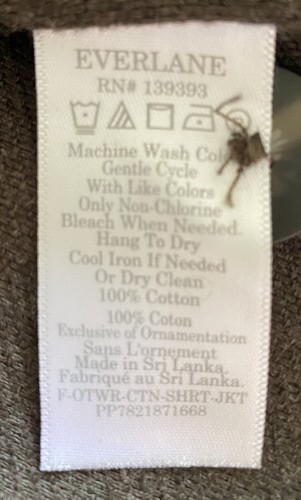 EVERLANE
RN# 139393
Machine Wash
Gentle Cycle
With Like Colors
Only Non-Chlorine
Bleach When Needed.
Hang To Dry
Cool Iron If Needed
Or Dry Clean
100% Cotton
100% Coton
Exclusive of Ornamentation
Sans L'ornement
Made in Sri Lanka.
Fabriqué au Sri Lanka.
F-OTWR-CTN-SHRT-JKT
PP7821871668